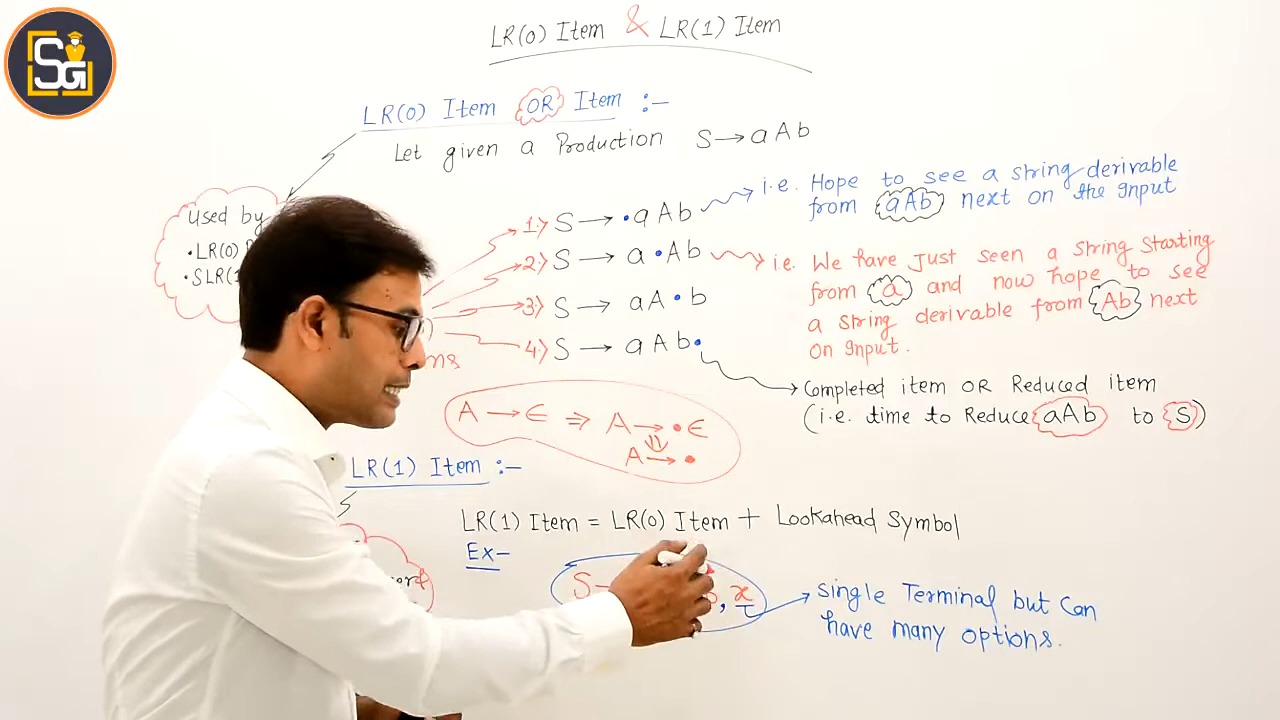 SG
LR(0) Item & LR(1) Item
LR(0) Item OR Item :-
Let given a Production S → aAb
used by
• LR(0)
• SLR(1
1·> S → •aAb
i.e. Hope to see a string derivable
from aAb next on the Input
2·> S → a•Ab
i.e. We have just seen a string starting
from a and now hope to see
a string derivable from Ab next
on Input.
3·> S → aA•b
4·> S → aAb•
Completed item OR Reduced item
(i.e. time to Reduce aAb to S)
A → ϵ ⇒ A → •ϵ
⇓
A → •
LR(1) Item :-
LR(1) Item = LR(0) Item + Lookahead Symbol
Ex-
S → , x
single Terminal but can
have many options.